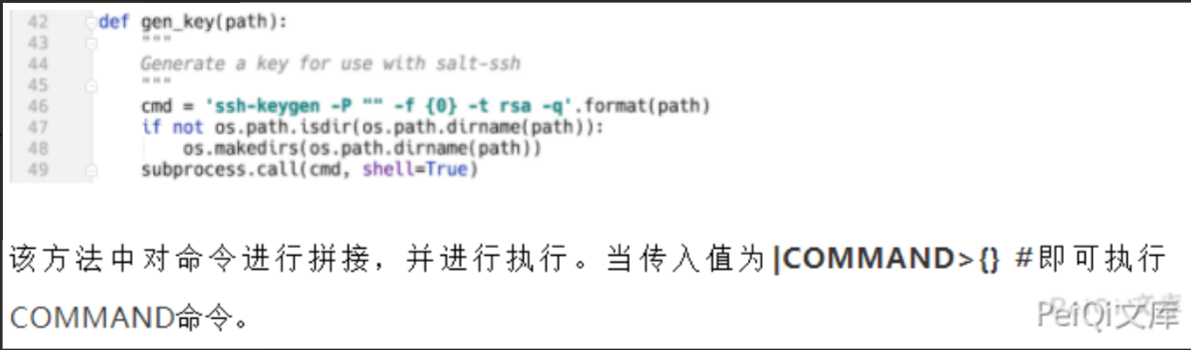 42 def gen_key(path):
43 """
44 Generate a key for use with salt-ssh
45 """
46 cmd = 'ssh-keygen -P "" -f {0} -t rsa -q'.format(path)
47 if not os.path.isdir(os.path.dirname(path)):
48 os.makedirs(os.path.dirname(path))
49 subprocess.call(cmd, shell=True)
该方法中对命令进行拼接，并进行执行。当传入值为|COMMAND>{} #即可执行
COMMAND命令。
PeiQi文库